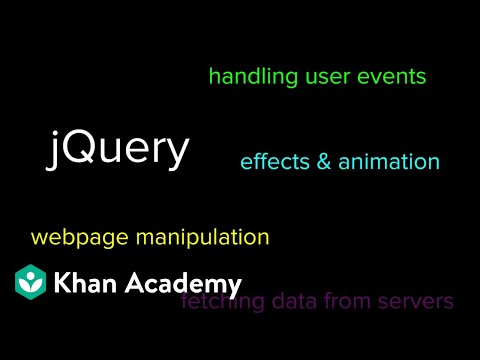 handling user events
jQuery
effects & animation
webpage manipulation
Khan Academy
fetching data from servers